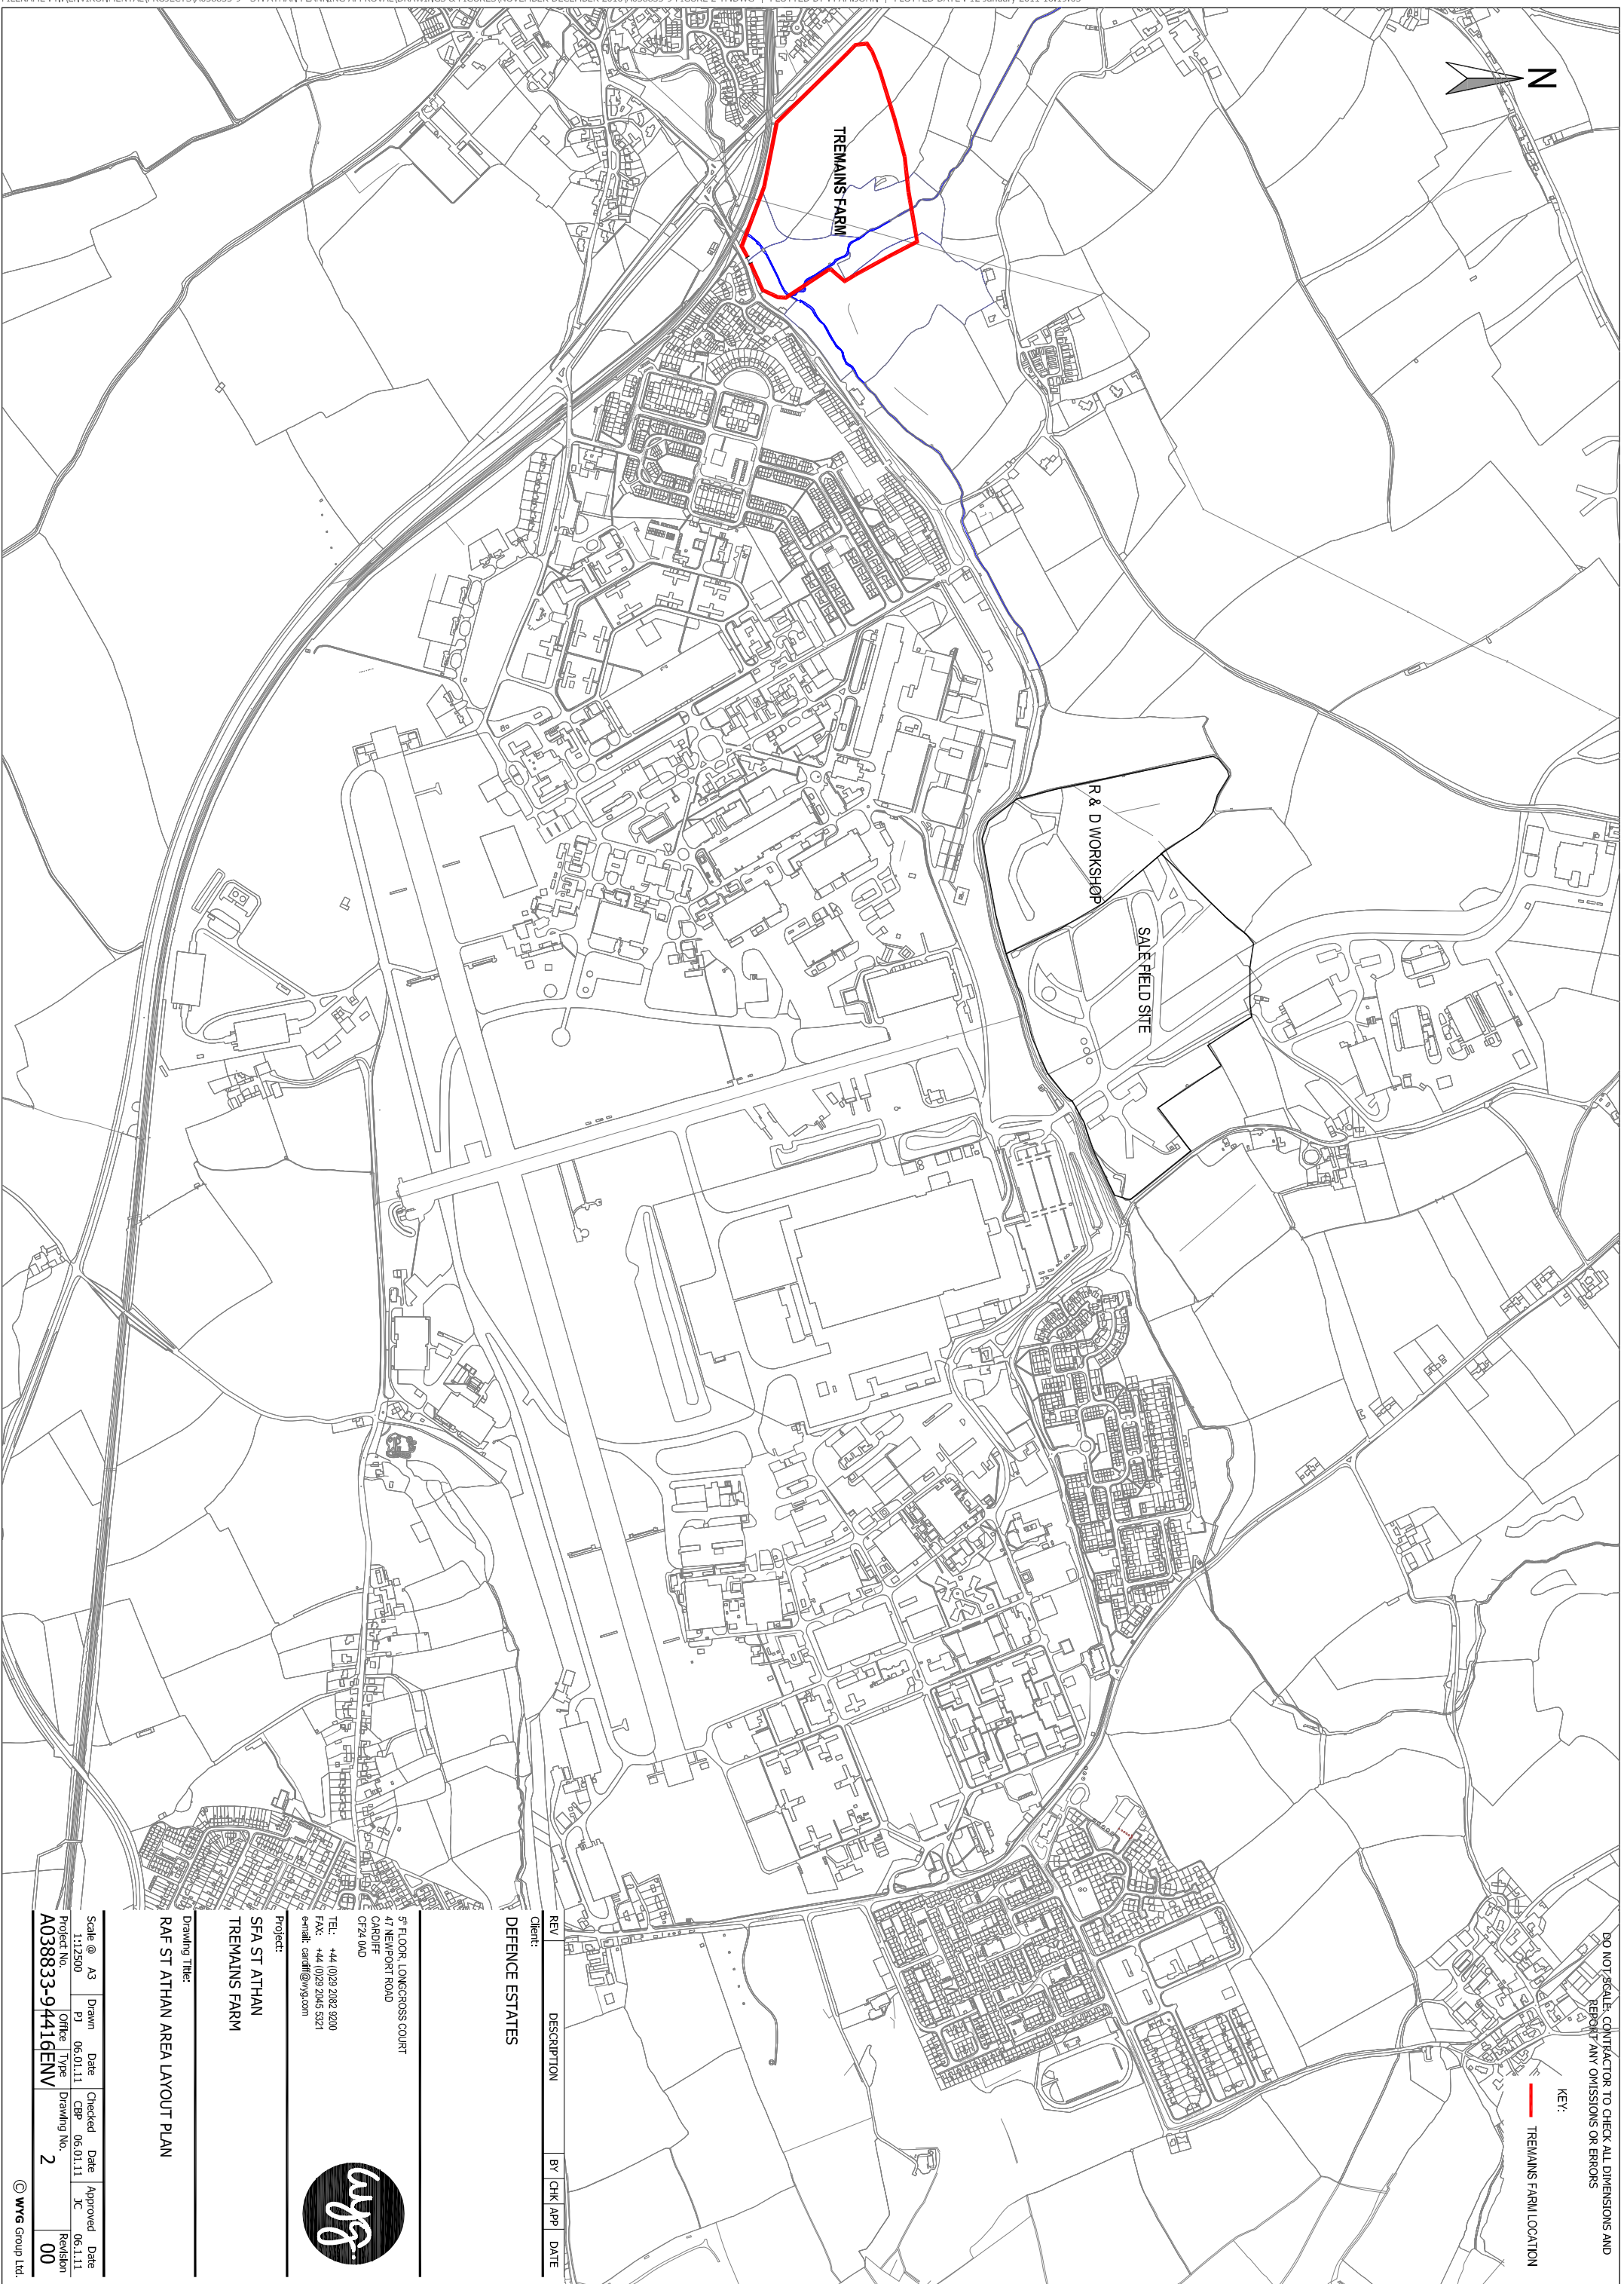 DO NOT SCALE: CONTRACTOR TO CHECK ALL DIMENSIONS AND
REPORT ANY OMISSIONS OR ERRORS
KEY:
TREMAINS FARM LOCATION
N
TREMAINS FARM
R & D WORKSHOP
SALE FIELD SITE
REV DESCRIPTION BY CHK APP DATE
Client:
DEFENCE ESTATES
5th FLOOR, LONGCROSS COURT
47 NEWPORT ROAD
CARDIFF
CF24 0AD
TEL: +44 (0)29 2082 9200
FAX: +44 (0)29 2045 5321
e-mail: cardiff@wyg.com
wyg.
Project:
SFA ST ATHAN
TREMAINS FARM
Drawing Title:
RAF ST ATHAN AREA LAYOUT PLAN
Scale @ A3 Drawn Date Checked Date Approved Date
1:12500 PJ 06.01.11 CBP 06.01.11 JC 06.1.11
Project No. Office Type Drawing No. Revision
A038833-94416ENV 2 00
© WYG Group Ltd.